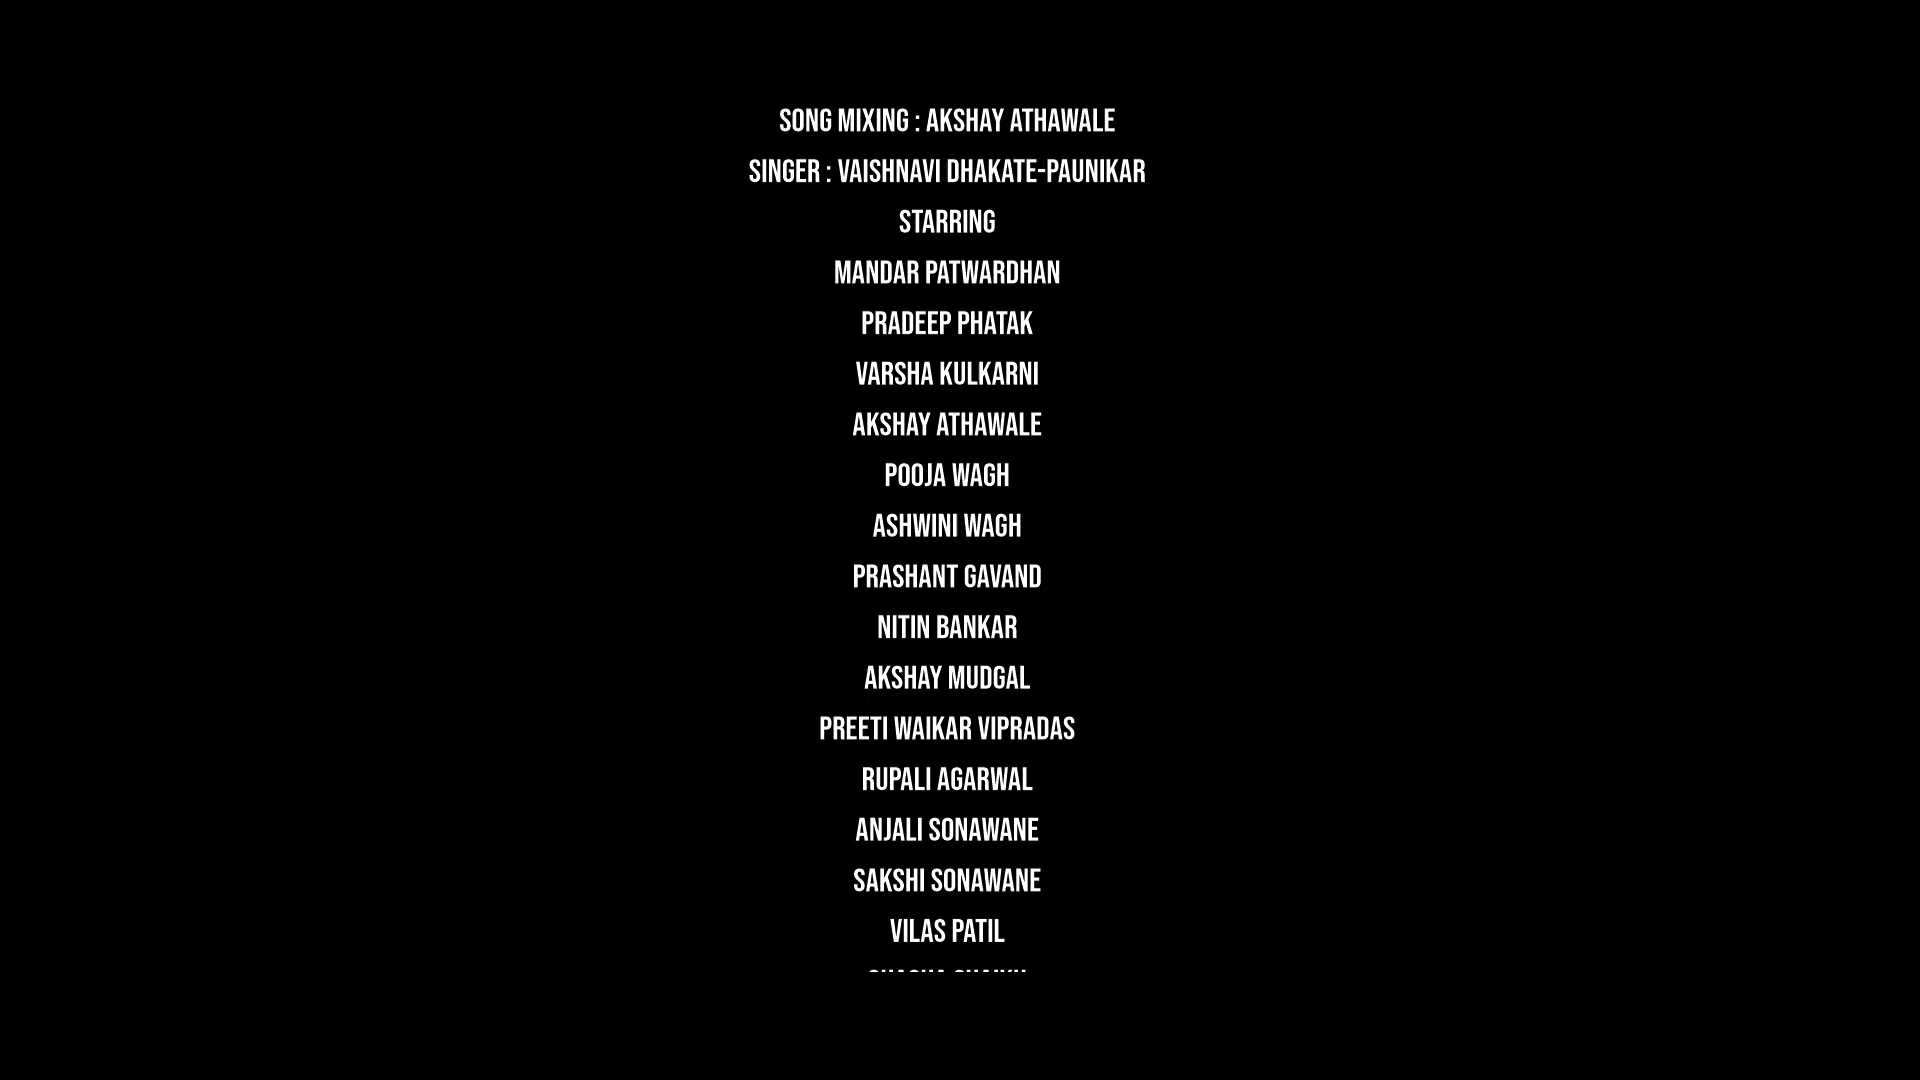 SONG MIXING : AKSHAY ATHAWALE
SINGER : VAISHNAVI DHAKATE-PAUNIKAR
STARRING
MANDAR PATWARDHAN
PRADEEP PHATAK
VARSHA KULKARNI
AKSHAY ATHAWALE
POOJA WAGH
ASHWINI WAGH
PRASHANT GAVAND
NITIN BANKAR
AKSHAY MUDGAL
PREETI WAIKAR VIPRADAS
RUPALI AGARWAL
ANJALI SONAWANE
SAKSHI SONAWANE
VILAS PATIL